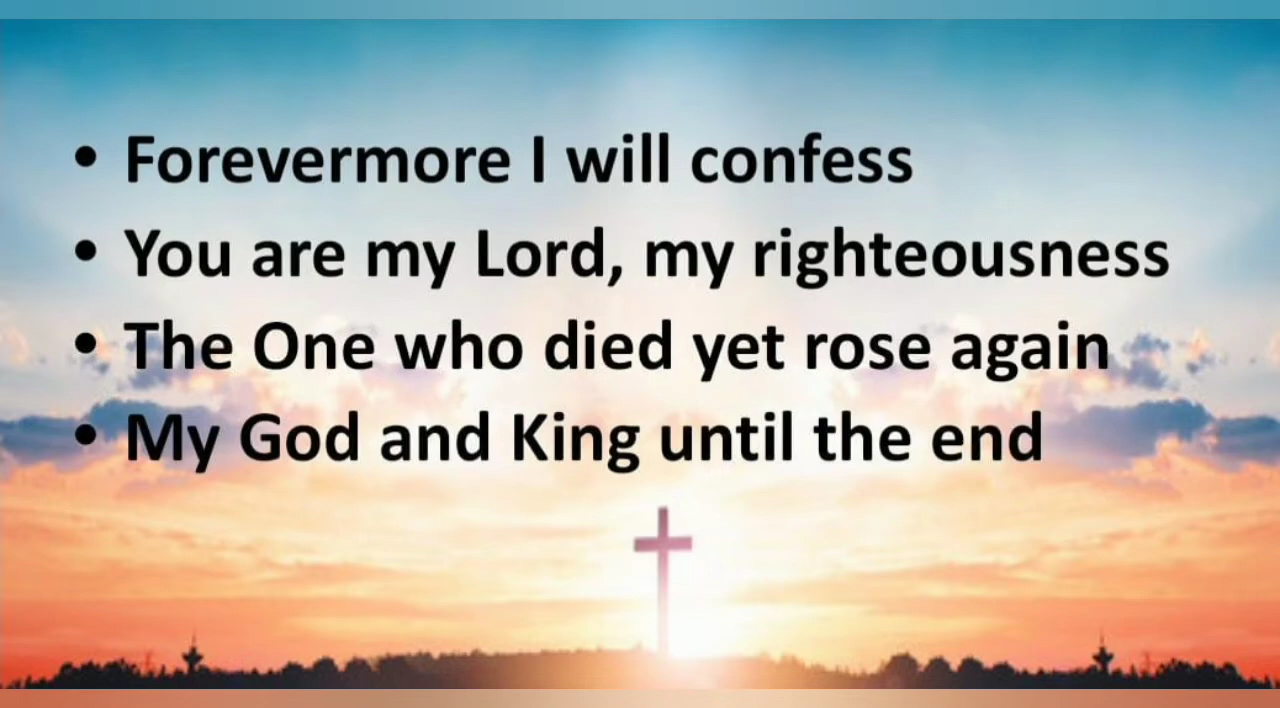 • Forevermore I will confess
• You are my Lord, my righteousness
• The One who died yet rose again
• My God and King until the end